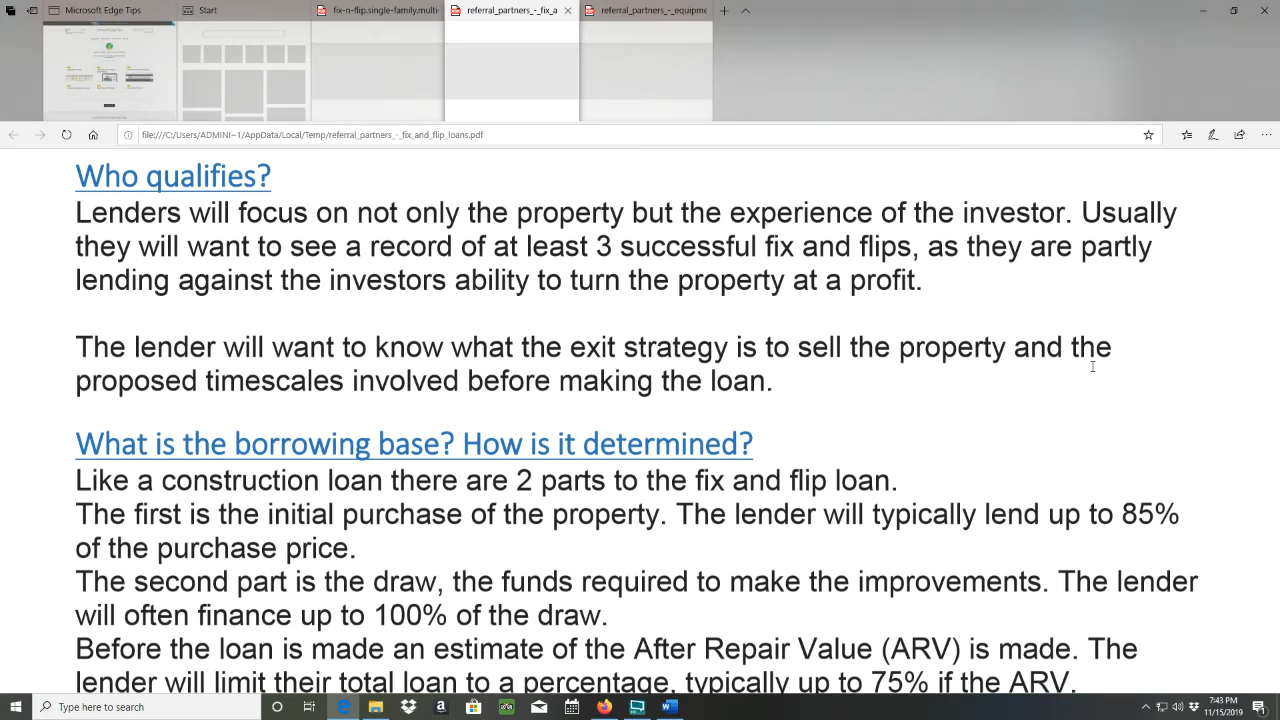 Microsoft Edge Tips
Start
fix-n-flip.single-family.multi-
referral_partners_-_fix_a
referral_partners_-_equipme
file:///C:/Users/ADMINI~1/AppData/Local/Temp/referral_partners_-_fix_and_flip_loans.pdf
Who qualifies?
Lenders will focus on not only the property but the experience of the investor. Usually
they will want to see a record of at least 3 successful fix and flips, as they are partly
lending against the investors ability to turn the property at a profit.
The lender will want to know what the exit strategy is to sell the property and the
proposed timescales involved before making the loan.
What is the borrowing base? How is it determined?
Like a construction loan there are 2 parts to the fix and flip loan.
The first is the initial purchase of the property. The lender will typically lend up to 85%
of the purchase price.
The second part is the draw, the funds required to make the improvements. The lender
will often finance up to 100% of the draw.
Before the loan is made an estimate of the After Repair Value (ARV) is made. The
lender will limit their total loan to a percentage, typically up to 75% if the ARV.
Type here to search
7:43 PM
11/15/2019